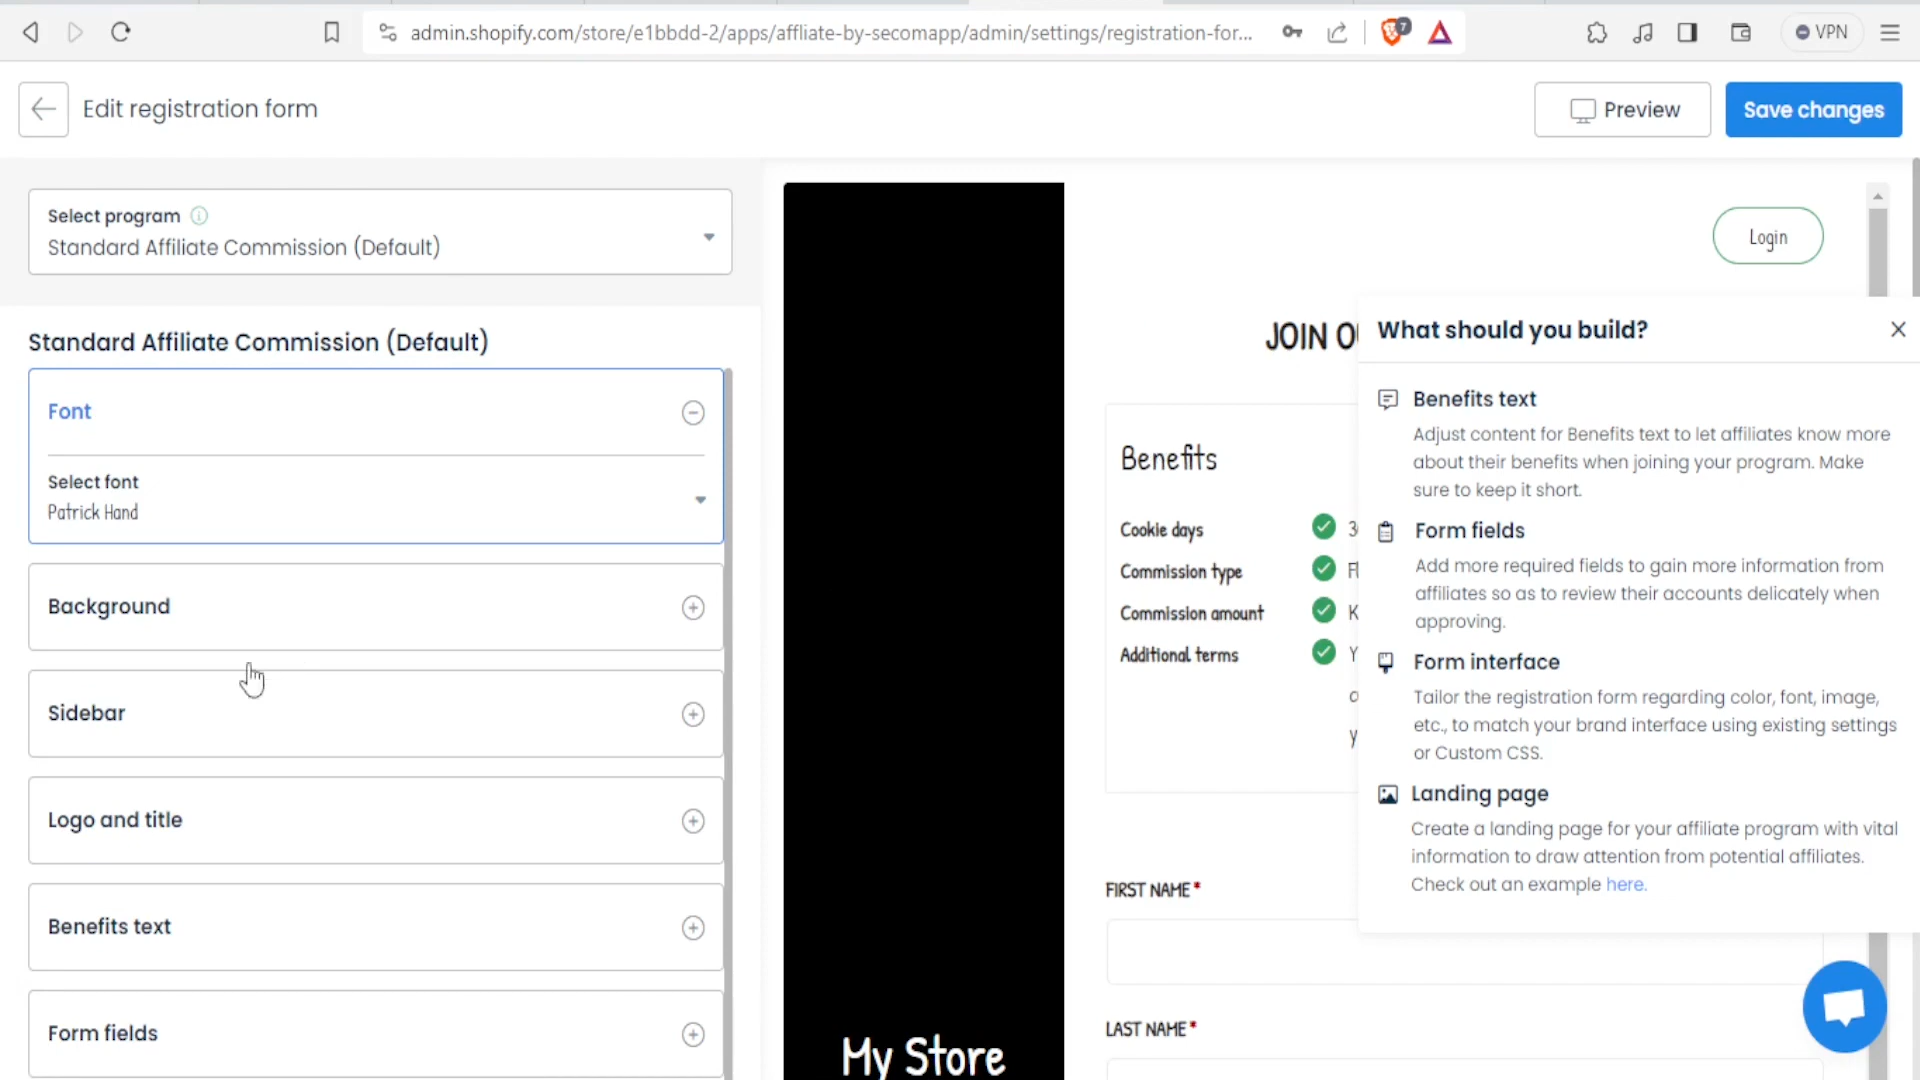 admin.shopify.com/store/e1bbdd-2/apps/affliate-by-secomapp/admin/settings/registration-for...
7
VPN
Edit registration form
Preview
Save changes
Select program
Standard Affiliate Commission (Default)
Standard Affiliate Commission (Default)
Font
Select font
Patrick Hand
Background
Sidebar
Logo and title
Benefits text
Form fields
My Store
Login
JOIN
Benefits
Cookie days
Commission type
Commission amount
Additional terms
FIRST NAME*
LAST NAME*
What should you build?
Benefits text
Adjust content for Benefits text to let affiliates know more
about their benefits when joining your program. Make
sure to keep it short.
Form fields
Add more required fields to gain more information from
affiliates so as to review their accounts delicately when
approving.
Form interface
Tailor the registration form regarding color, font, image,
etc., to match your brand interface using existing settings
or Custom CSS.
Landing page
Create a landing page for your affiliate program with vital
information to draw attention from potential affiliates.
Check out an example here.